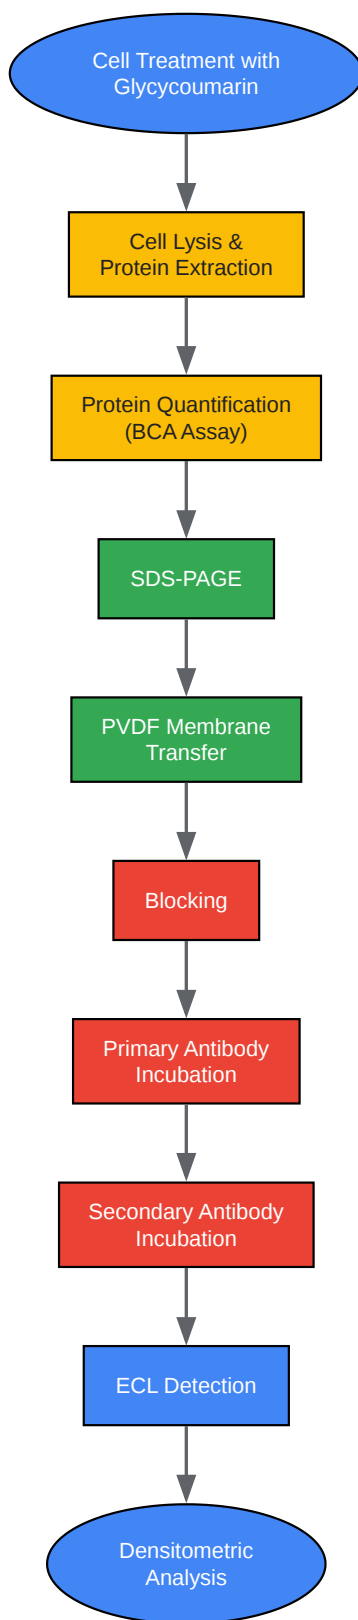 Cell Treatment with
Glycycoumarin
Cell Lysis &
Protein Extraction
Protein Quantification
(BCA Assay)
SDS-PAGE
PVDF Membrane
Transfer
Blocking
Primary Antibody
Incubation
Secondary Antibody
Incubation
ECL Detection
Densitometric
Analysis